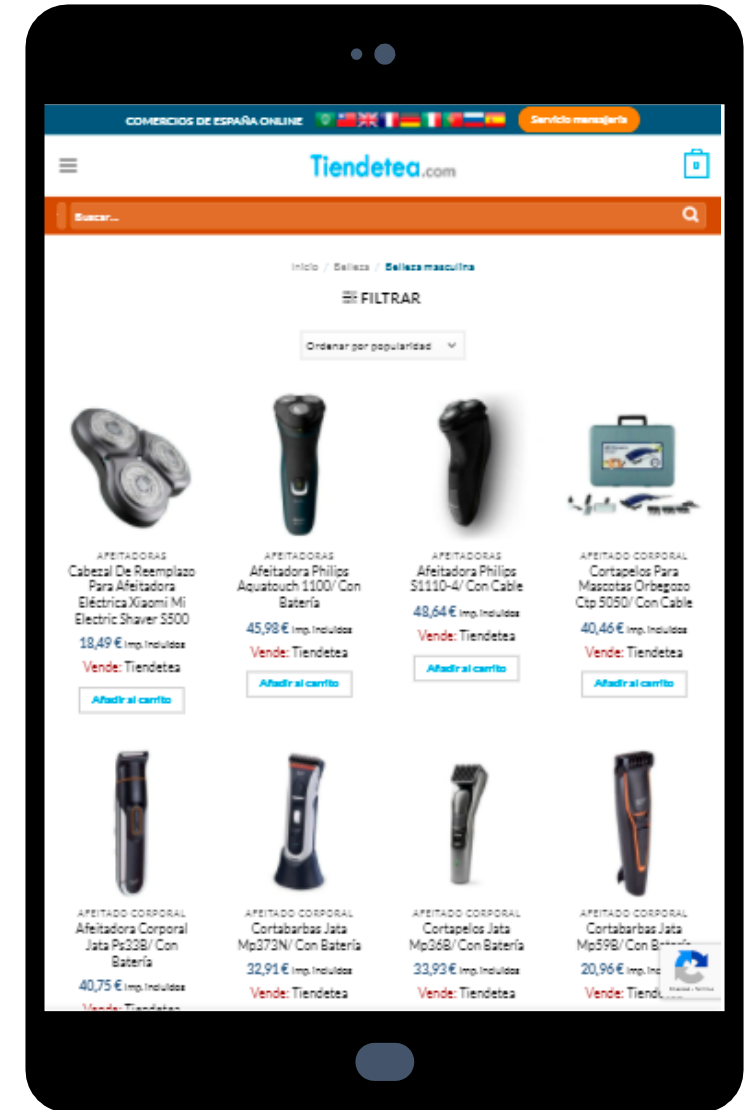 COMERCIOS DE ESPAÑA ONLINE
Servicio mensajería
Tiendetea.com
0
Buscar...
Inicio / Belleza / Belleza masculina
FILTRAR
Ordenar por popularidad
AFEITADORAS
Cabezal De Reemplazo
Para Afeitadora
Eléctrica Xiaomi Mi
Electric Shaver S500
18,49 € Imp. Incluidos
Vende: Tiendetea
Añadir al carrito
AFEITADORAS
Afeitadora Philips
Aquatouch 1100/ Con
Batería
45,98 € Imp. Incluidos
Vende: Tiendetea
Añadir al carrito
AFEITADORAS
Afeitadora Philips
S1110-4/ Con Cable
48,64 € Imp. Incluidos
Vende: Tiendetea
Añadir al carrito
AFEITADO CORPORAL
Cortapelos Para
Mascotas Orbegozo
Ctp 5050/ Con Cable
40,46 € Imp. Incluidos
Vende: Tiendetea
Añadir al carrito
AFEITADO CORPORAL
Afeitadora Corporal
Jata Ps33B/ Con
Batería
40,75 € Imp. Incluidos
Vende: Tiendetea
AFEITADO CORPORAL
Cortabarbas Jata
Mp373N/ Con Batería
32,91 € Imp. Incluidos
Vende: Tiendetea
AFEITADO CORPORAL
Cortapelos Jata
Mp36B/ Con Batería
33,93 € Imp. Incluidos
Vende: Tiendetea
AFEITADO CORPORAL
Cortabarbas Jata
Mp59B/ Con Batería
20,96 € Imp.
Vende: Tiend